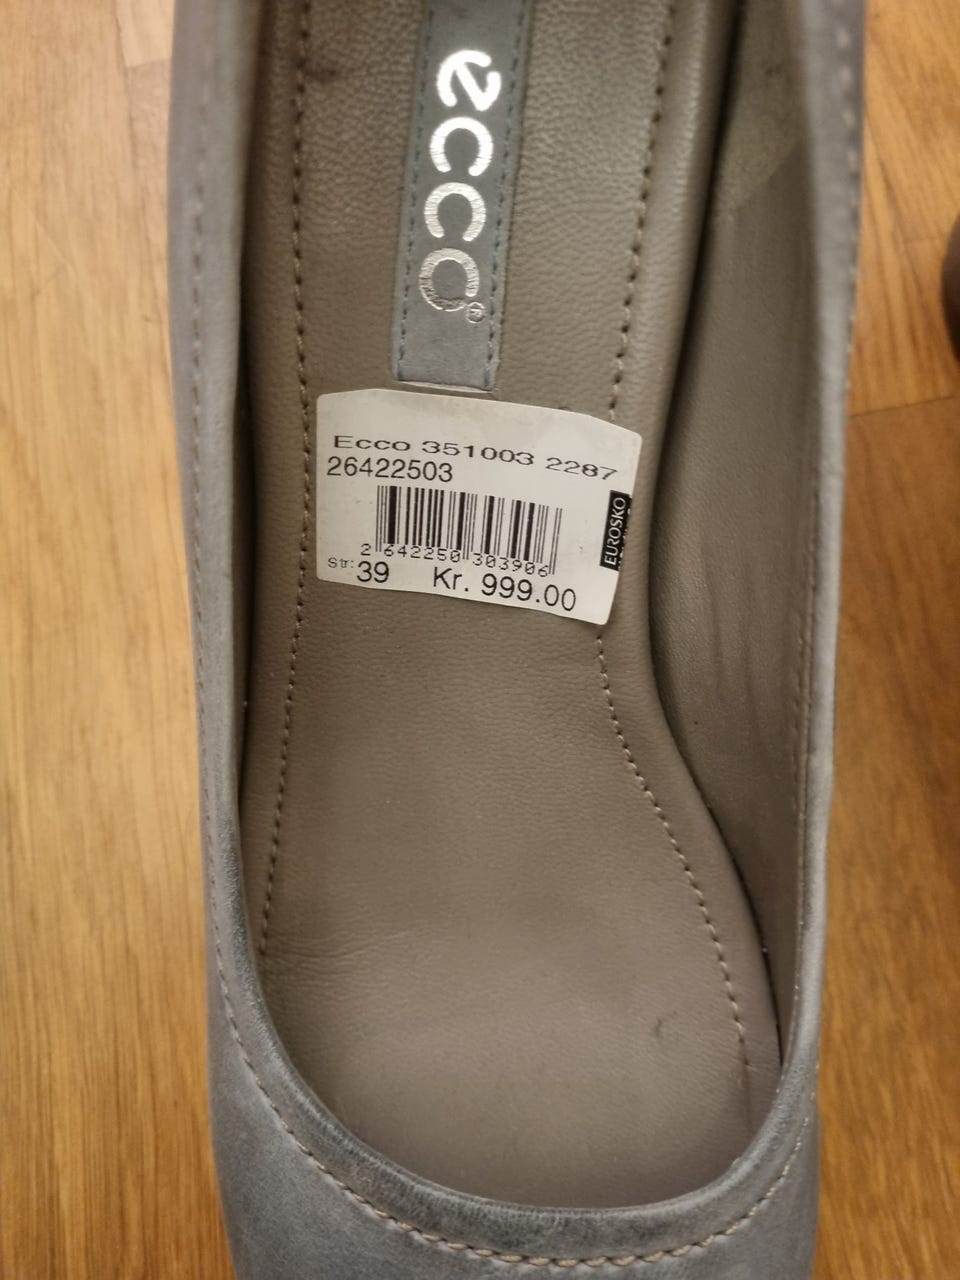 ecco®
Ecco 351003 2287
26422503
EUROSKO
2 642250 303906
Str: 39 Kr. 999.00